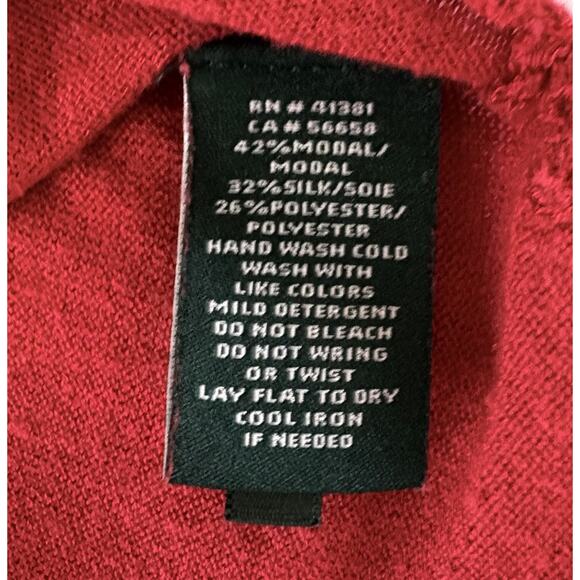 RN # 41381
CA # 56658
42%MODAL/
MODAL
32%SILK/SOIE
26%POLYESTER/
POLYESTER
HAND WASH COLD
WASH WITH
LIKE COLORS
MILD DETERGENT
DO NOT BLEACH
DO NOT WRING
OR TWIST
LAY FLAT TO DRY
COOL IRON
IF NEEDED